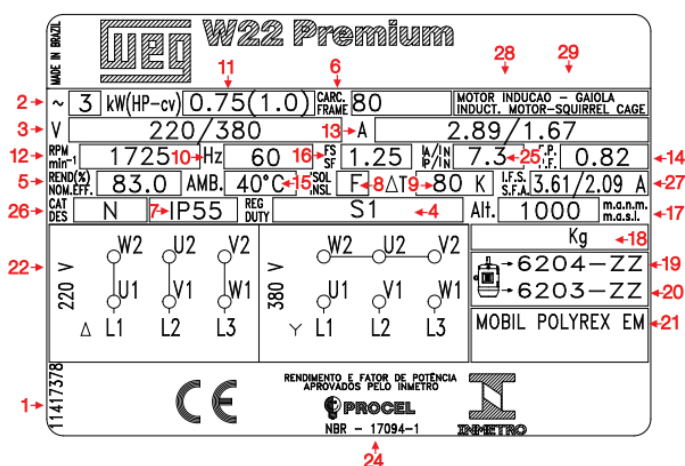 MADE IN BRAZIL
WEG W22 Premium
11 6 28 29
2 ~ 3 kW(HP-cv) 0.75(1.0) CARC. FRAME 80 MOTOR INDUCAO - GAIOLA
INDUCT. MOTOR-SQUIRREL CAGE
3 V 220/380 13 A 2.89/1.67
12 RPM min-1 1725 10 Hz 60 16 FS SF 1.25 IA/IN IP/IN 7.3 25 F.P. P.F. 0.82 14
5 REND(%) NOM.EFF. 83.0 AMB. 40°C 15 ISOL INSL F 8 ΔT 9 80 K I.F.S. S.F.A. 3.61/2.09 A 27
26 CAT DES N 7 IP55 REG DUTY S1 4 Alt. 1000 m.a.n.m. m.a.s.l. 17
Kg 18
22 220 V W2 U2 V2
U1 V1 W1
Δ L1 L2 L3
380 V W2 U2 V2
U1 V1 W1
Y L1 L2 L3
6204-ZZ 19
6203-ZZ 20
MOBIL POLYREX EM 21
1 11417378
CE
RENDIMENTO E FATOR DE POTÊNCIA
APROVADOS PELO INMETRO
PROCEL
NBR - 17094-1
INMETRO
24